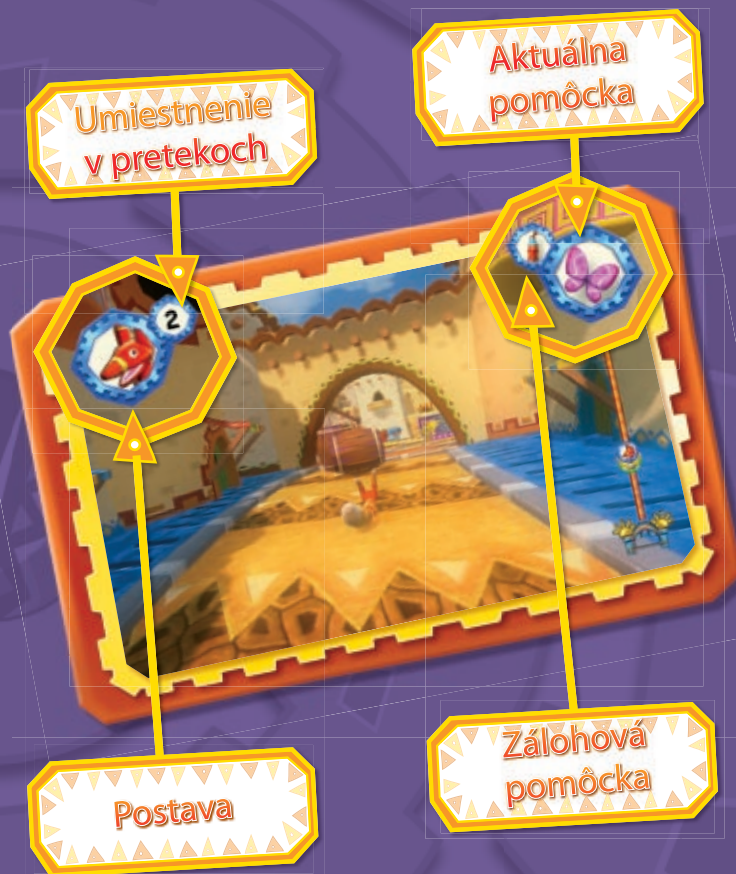 Aktuálna
pomôcka
Umiestnenie
v pretekoch
2
Zálohová
pomôcka
Postava